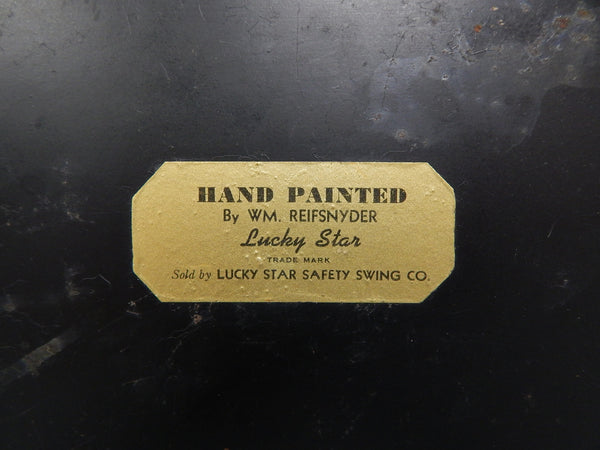 HAND PAINTED
By WM. REIFSNYDER
Lucky Star
TRADE MARK
Sold by LUCKY STAR SAFETY SWING CO.